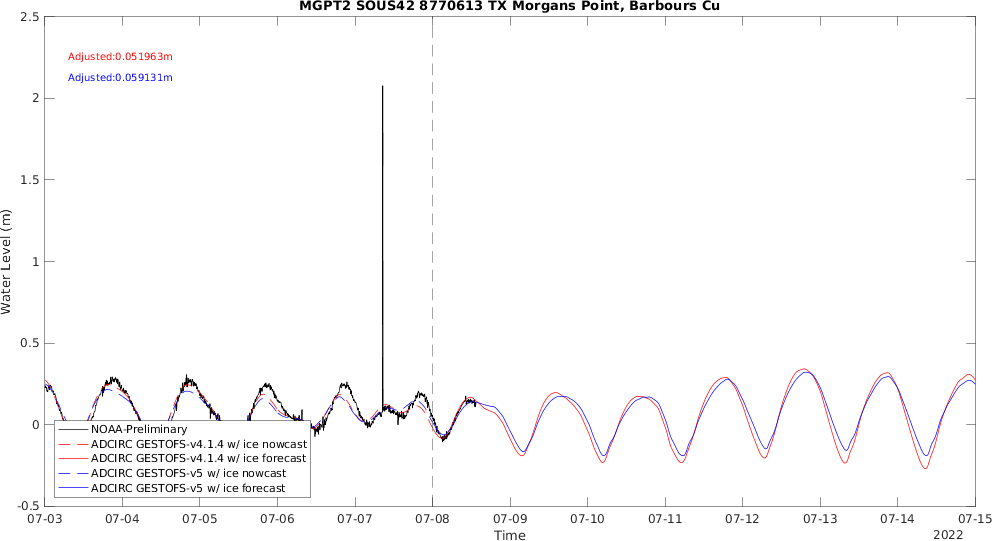 MGPT2 SOUS42 8770613 TX Morgans Point, Barbours Cu
Adjusted:0.051963m
Adjusted:0.059131m
2.5
2
1.5
1
0.5
0
-0.5
Water Level (m)
NOAA-Preliminary
ADCIRC GESTOFS-v4.1.4 w/ ice nowcast
ADCIRC GESTOFS-v4.1.4 w/ ice forecast
ADCIRC GESTOFS-v5 w/ ice nowcast
ADCIRC GESTOFS-v5 w/ ice forecast
07-03 07-04 07-05 07-06 07-07 07-08 07-09 07-10 07-11 07-12 07-13 07-14 07-15
Time
2022